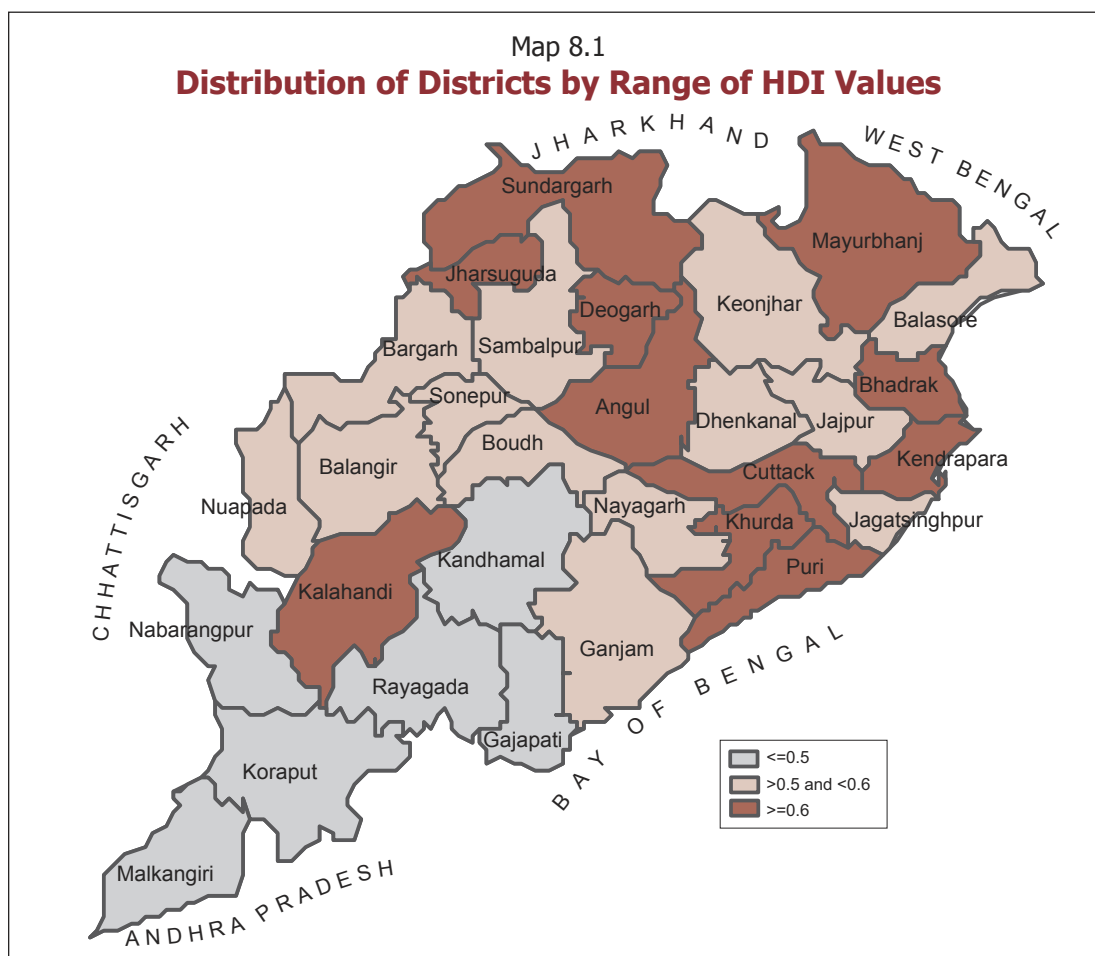 Map 8.1
Distribution of Districts by Range of HDI Values
JHARKHAND
WEST BENGAL
Sundargarh
Mayurbhanj
Jharsuguda
Deogarh
Keonjhar
Balasore
Bargarh
Sambalpur
Bhadrak
Sonepur
Angul
Dhenkanal
Jajpur
Boudh
Balangir
Cuttack
Kendrapara
CHHATTISGARH
Nuapada
Nayagarh
Khurda
Jagatsinghpur
Kandhamal
Puri
Kalahandi
Nabarangpur
Ganjam
BAY OF BENGAL
Rayagada
Gajapati
Koraput
<=0.5
>0.5 and <0.6
>=0.6
Malkangiri
ANDHRA PRADESH